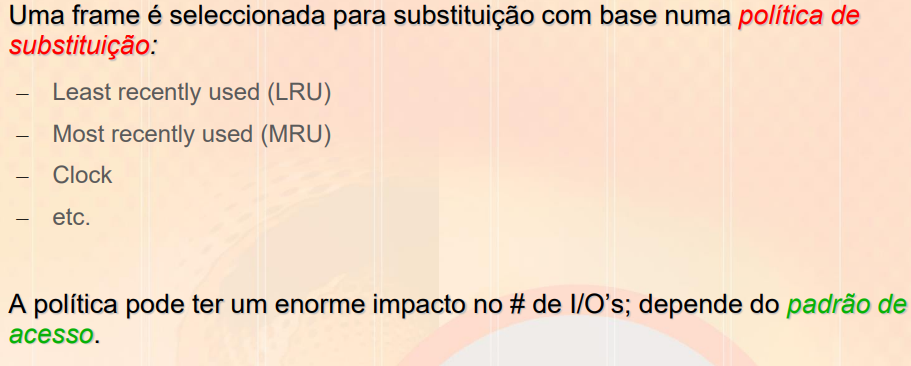 Uma frame é seleccionada para substituição com base numa política de
substituição:
– Least recently used (LRU)
– Most recently used (MRU)
– Clock
– etc.
A política pode ter um enorme impacto no # de I/O’s; depende do padrão de
acesso.